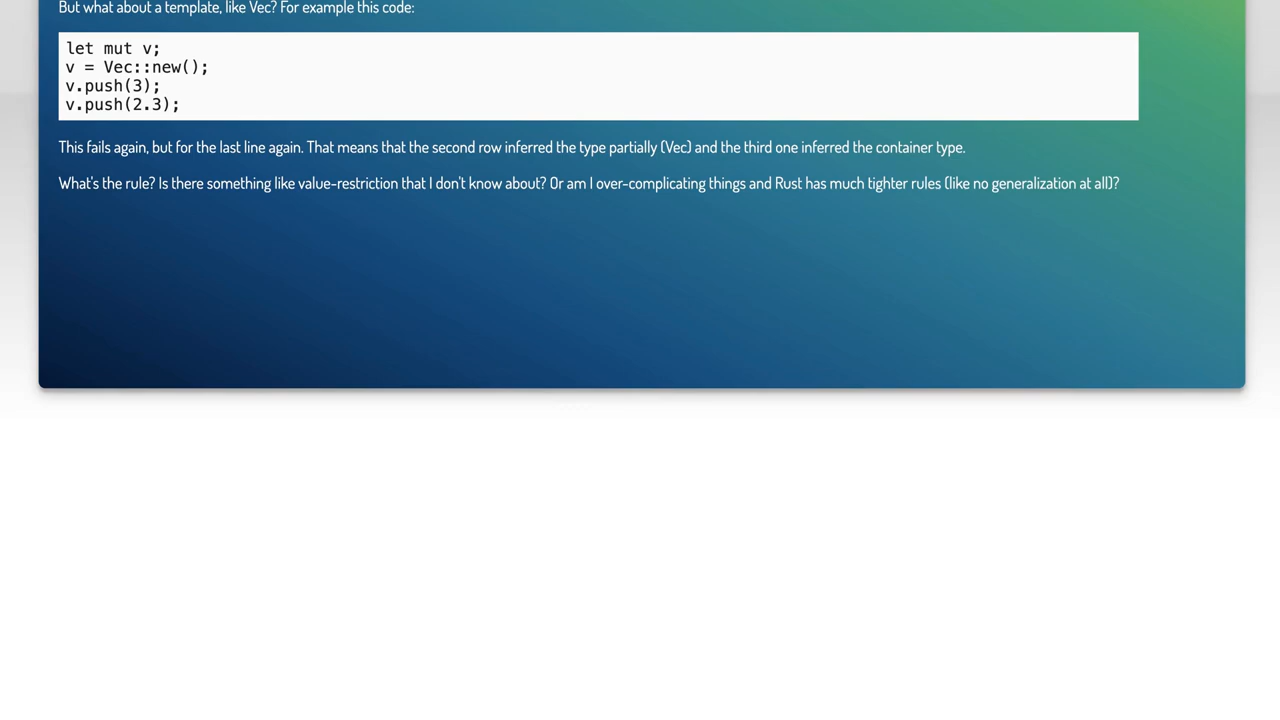 But what about a template, like Vec? For example this code:
let mut v;
v = Vec::new();
v.push(3);
v.push(2.3);
This fails again, but for the last line again. That means that the second row inferred the type partially (Vec) and the third one inferred the container type.
What's the rule? Is there something like value-restriction that I don't know about? Or am I over-complicating things and Rust has much tighter rules (like no generalization at all)?